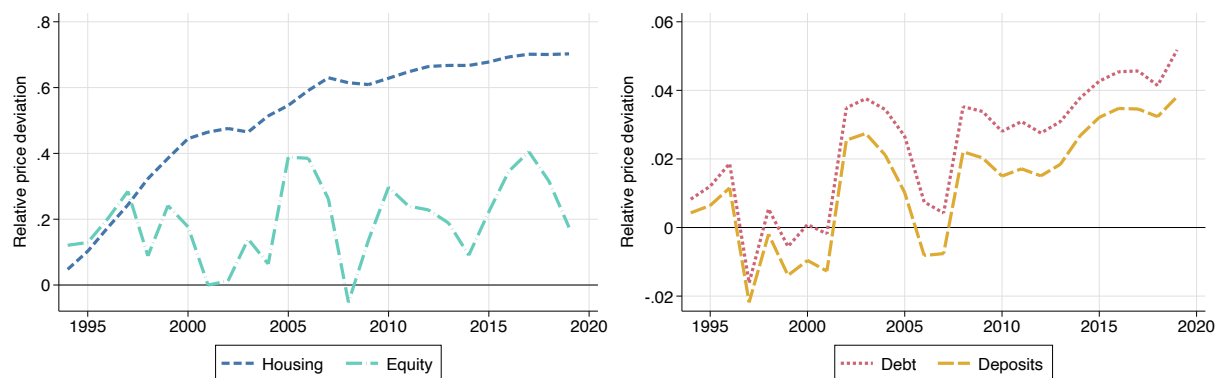 Relative price deviation
.8
.6
.4
.2
0
1995 2000 2005 2010 2015 2020
Housing Equity
Relative price deviation
.06
.04
.02
0
-.02
1995 2000 2005 2010 2015 2020
Debt Deposits